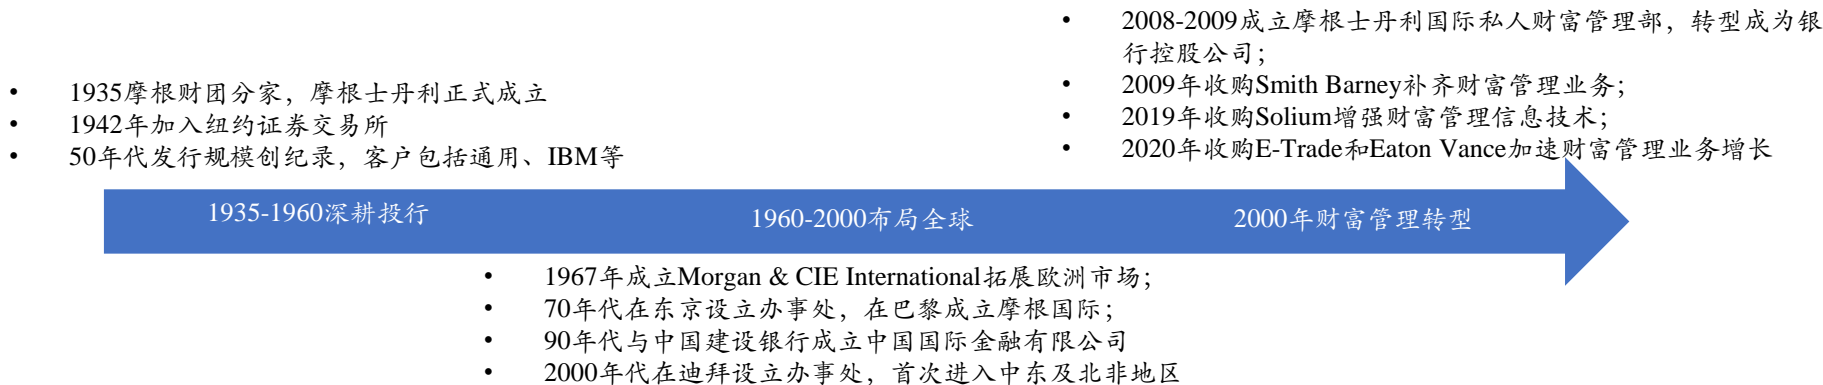 • 2008-2009成立摩根士丹利国际私人财富管理部，转型成为银
行控股公司；
• 2009年收购Smith Barney补齐财富管理业务；
• 2019年收购Solium增强财富管理信息技术；
• 2020年收购E-Trade和Eaton Vance加速财富管理业务增长
• 1935摩根财团分家，摩根士丹利正式成立
• 1942年加入纽约证券交易所
• 50年代发行规模创纪录，客户包括通用、IBM等
1935-1960深耕投行
1960-2000布局全球
2000年财富管理转型
• 1967年成立Morgan & CIE International拓展欧洲市场；
• 70年代在东京设立办事处，在巴黎成立摩根国际；
• 90年代与中国建设银行成立中国国际金融有限公司
• 2000年代在迪拜设立办事处，首次进入中东及北非地区